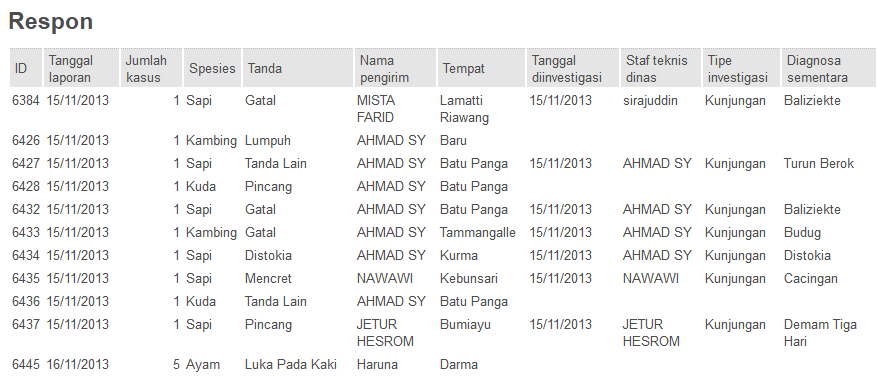 Respon
ID Tanggal laporan Jumlah kasus Spesies Tanda Nama pengirim Tempat Tanggal diinvestigasi Staf teknis dinas Tipe investigasi Diagnosa sementara
6384 15/11/2013 1 Sapi Gatal MISTA FARID Lamatti Riawang 15/11/2013 sirajuddin Kunjungan Baliziekte
6426 15/11/2013 1 Kambing Lumpuh AHMAD SY Baru
6427 15/11/2013 1 Sapi Tanda Lain AHMAD SY Batu Panga 15/11/2013 AHMAD SY Kunjungan Turun Berok
6428 15/11/2013 1 Kuda Pincang AHMAD SY Batu Panga
6432 15/11/2013 1 Sapi Gatal AHMAD SY Batu Panga 15/11/2013 AHMAD SY Kunjungan Baliziekte
6433 15/11/2013 1 Kambing Gatal AHMAD SY Tammangalle 15/11/2013 AHMAD SY Kunjungan Budug
6434 15/11/2013 1 Sapi Distokia AHMAD SY Kurma 15/11/2013 AHMAD SY Kunjungan Distokia
6435 15/11/2013 1 Sapi Mencret NAWAWI Kebunsari 15/11/2013 NAWAWI Kunjungan Cacingan
6436 15/11/2013 1 Kuda Tanda Lain AHMAD SY Batu Panga
6437 15/11/2013 1 Sapi Pincang JETUR HESROM Bumiayu 15/11/2013 JETUR HESROM Kunjungan Demam Tiga Hari
6445 16/11/2013 5 Ayam Luka Pada Kaki Haruna Darma